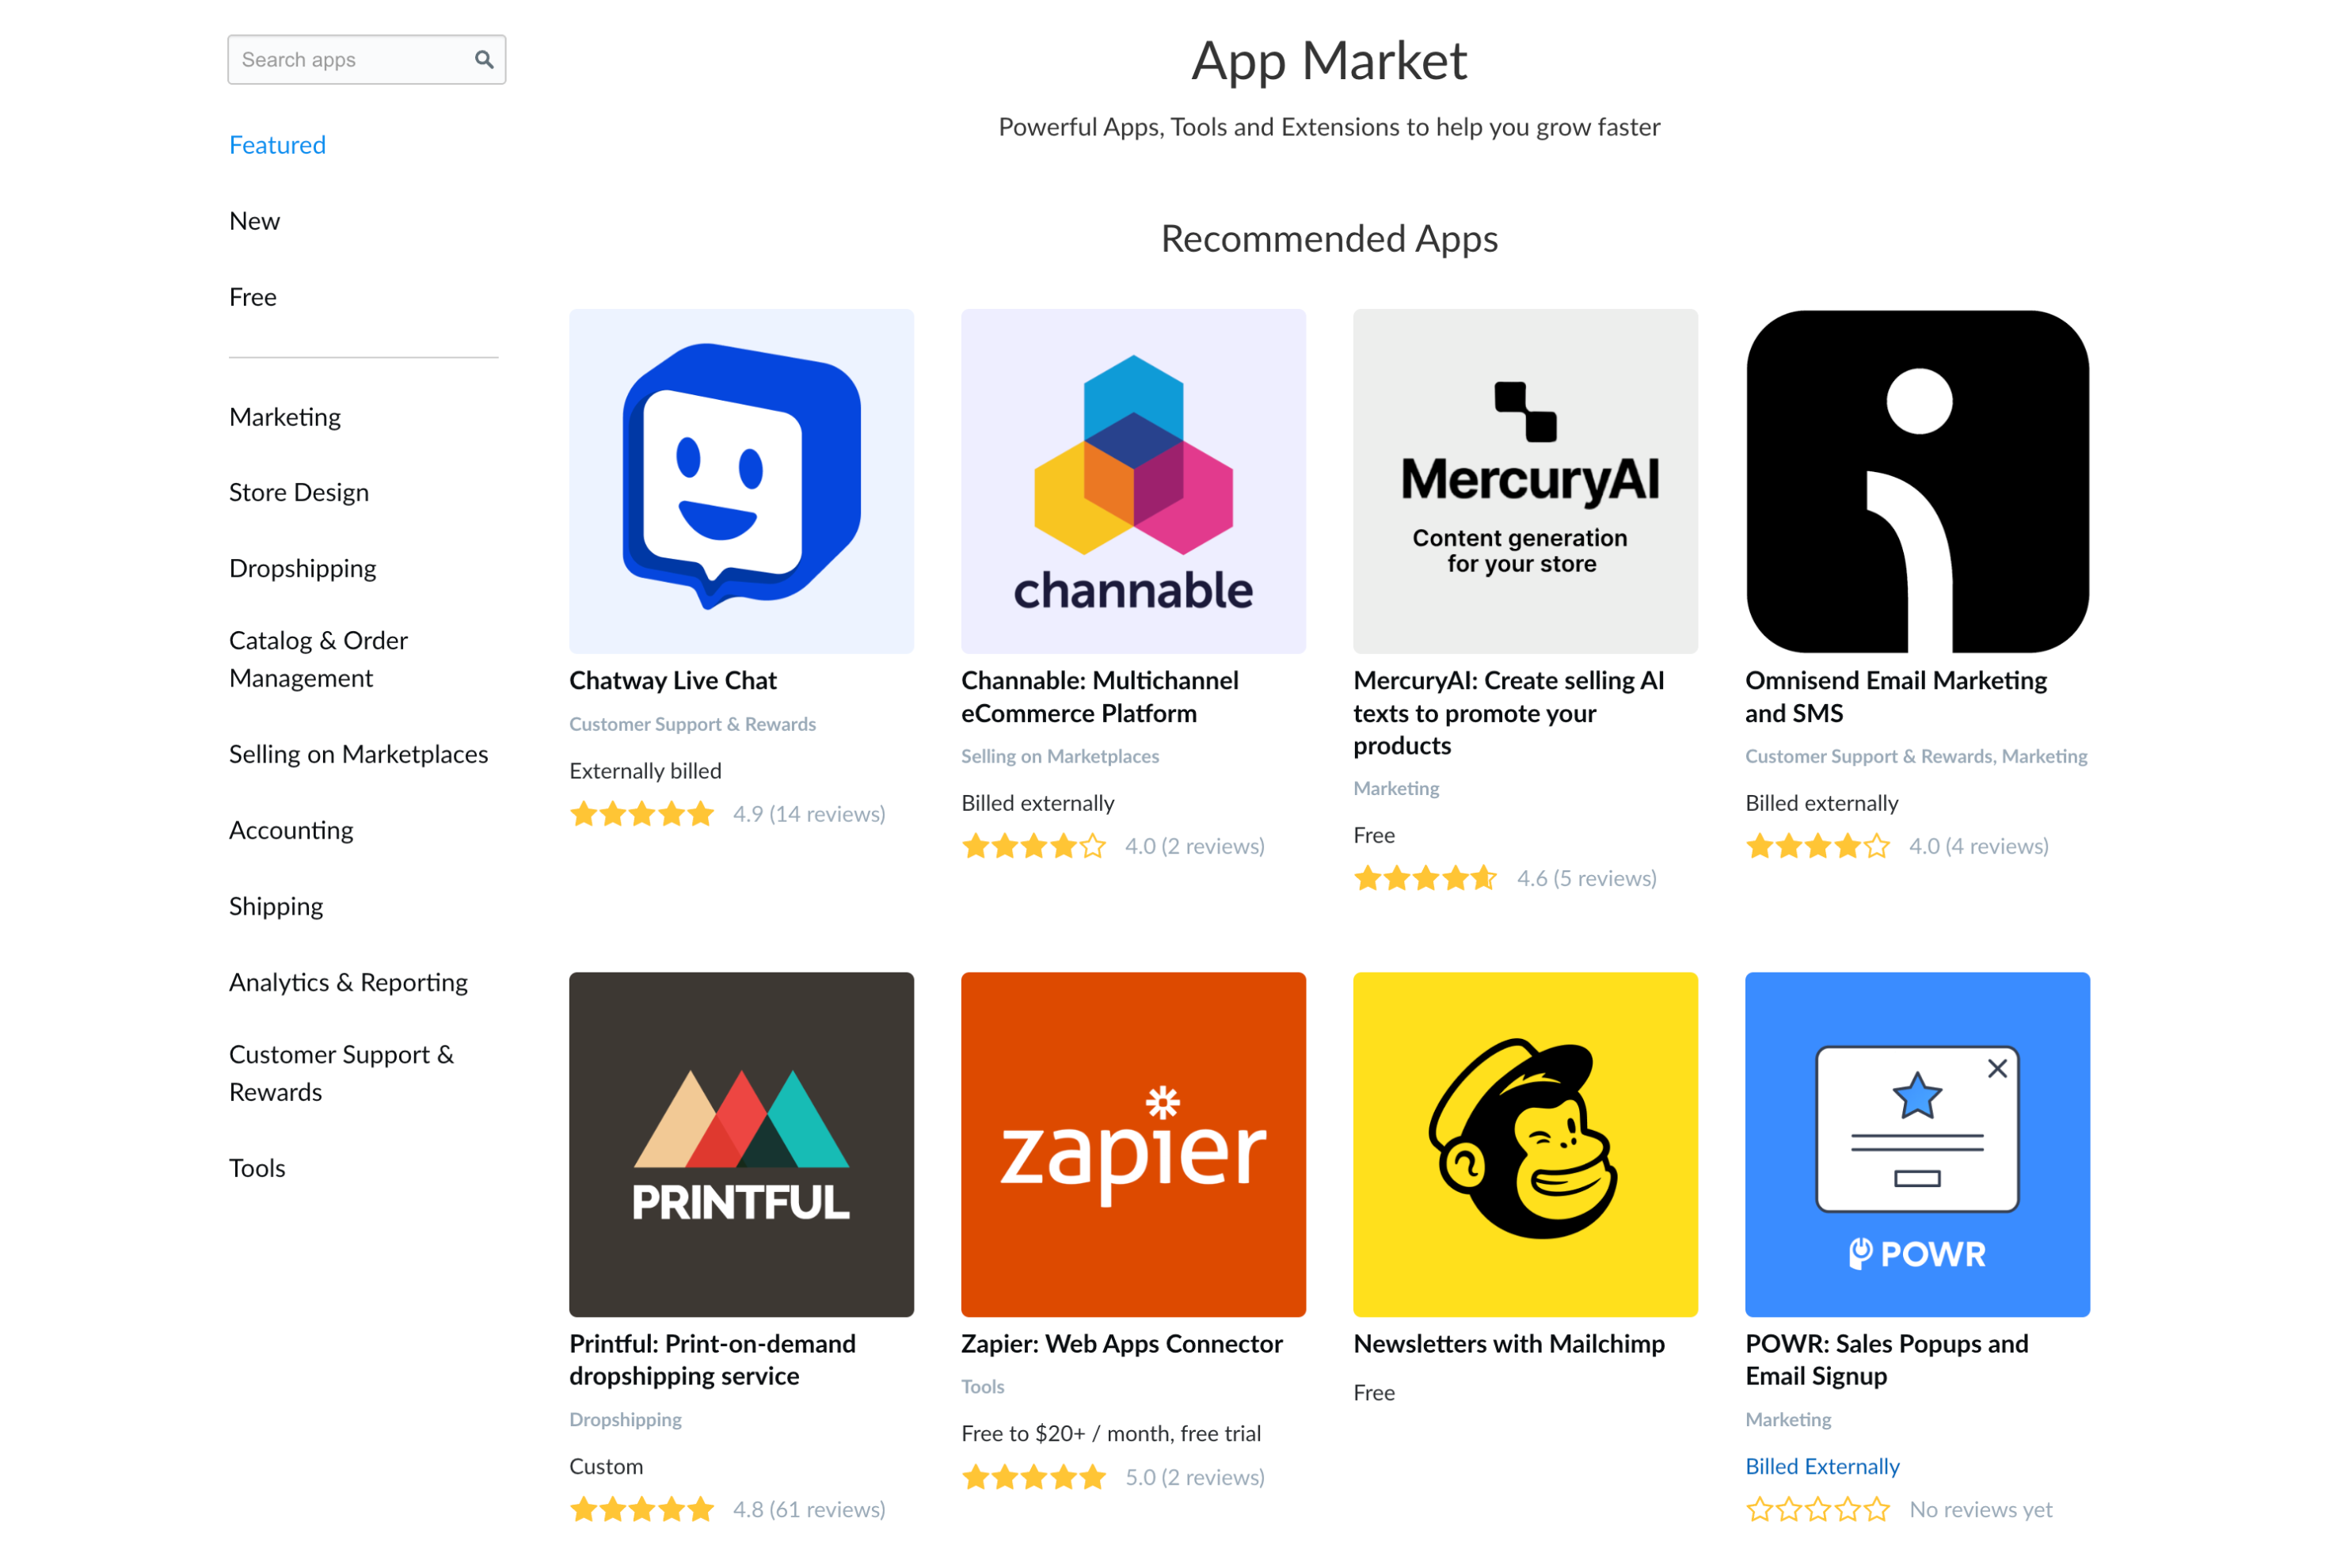 Search apps
Featured
New
Free
Marketing
Store Design
Dropshipping
Catalog & Order
Management
Selling on Marketplaces
Accounting
Shipping
Analytics & Reporting
Customer Support &
Rewards
Tools
App Market
Powerful Apps, Tools and Extensions to help you grow faster
Recommended Apps
Chatway Live Chat
Customer Support & Rewards
Externally billed
4.9 (14 reviews)
channable
Channable: Multichannel
eCommerce Platform
Selling on Marketplaces
Billed externally
4.0 (2 reviews)
MercuryAI
Content generation
for your store
MercuryAI: Create selling AI
texts to promote your
products
Marketing
Free
4.6 (5 reviews)
Omnisend Email Marketing
and SMS
Customer Support & Rewards, Marketing
Billed externally
4.0 (4 reviews)
PRINTFUL
Printful: Print-on-demand
dropshipping service
Dropshipping
Custom
4.8 (61 reviews)
zapier
Zapier: Web Apps Connector
Tools
Free to $20+ / month, free trial
5.0 (2 reviews)
Newsletters with Mailchimp
Free
POWR
POWR: Sales Popups and
Email Signup
Marketing
Billed Externally
No reviews yet